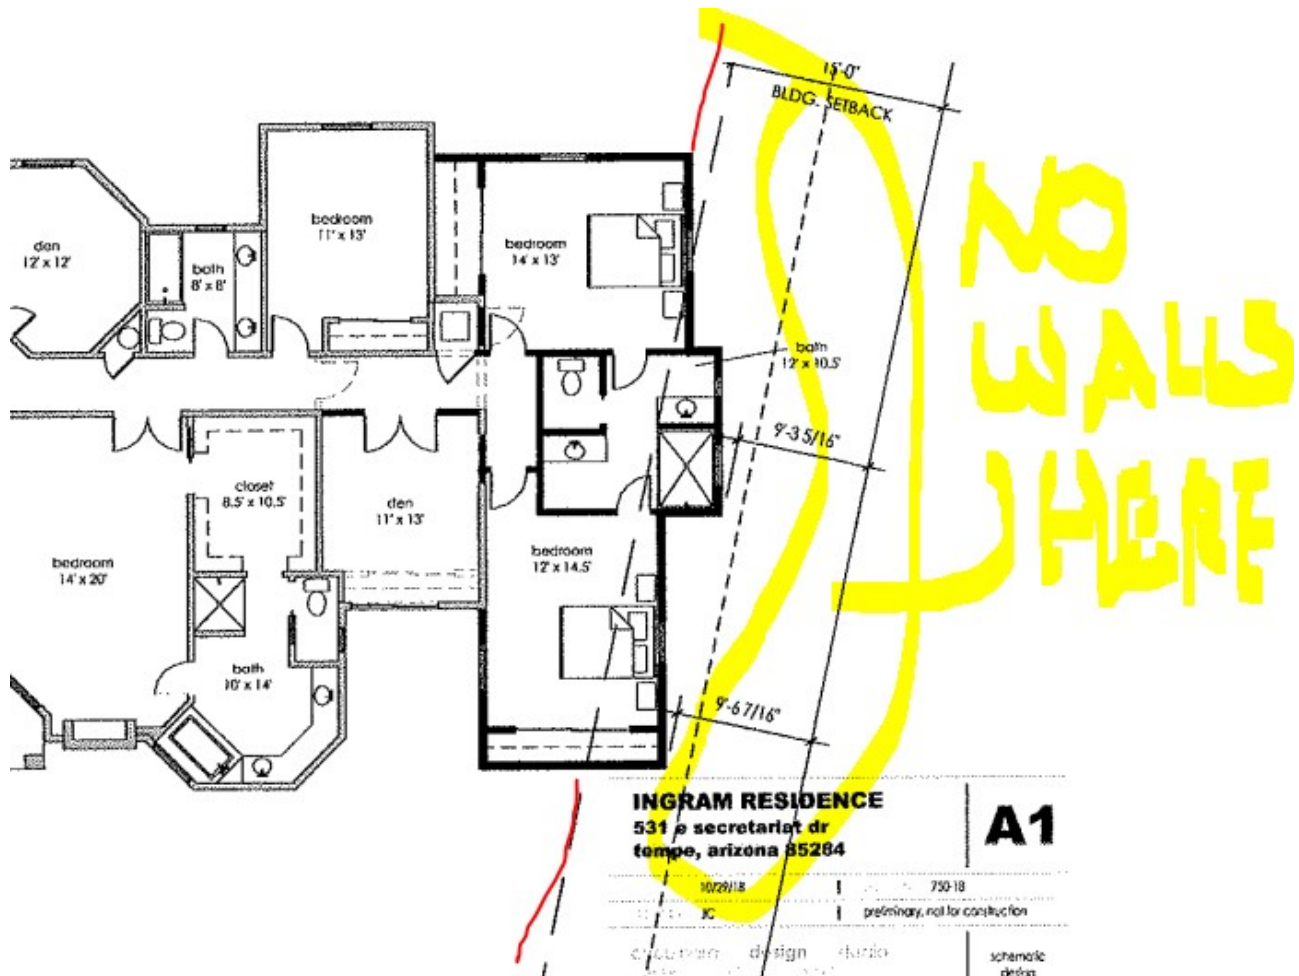 15'-0"
BLDG. SETBACK
NO
WALLS
HERE
bedroom
11' x 13'
den
12' x 12'
bath
8' x 8'
bedroom
14' x 13'
bath
12' x 10.5'
9'-3 5/16"
closet
8.5' x 10.5'
den
11' x 13'
bedroom
14' x 20'
bedroom
12' x 14.5'
bath
10' x 14'
9'-6 7/16"
INGRAM RESIDENCE
531 e secretariat dr
tempe, arizona 85284
A1
10/29/18
750-18
JC
preliminary, not for construction
design studio
schematic
design